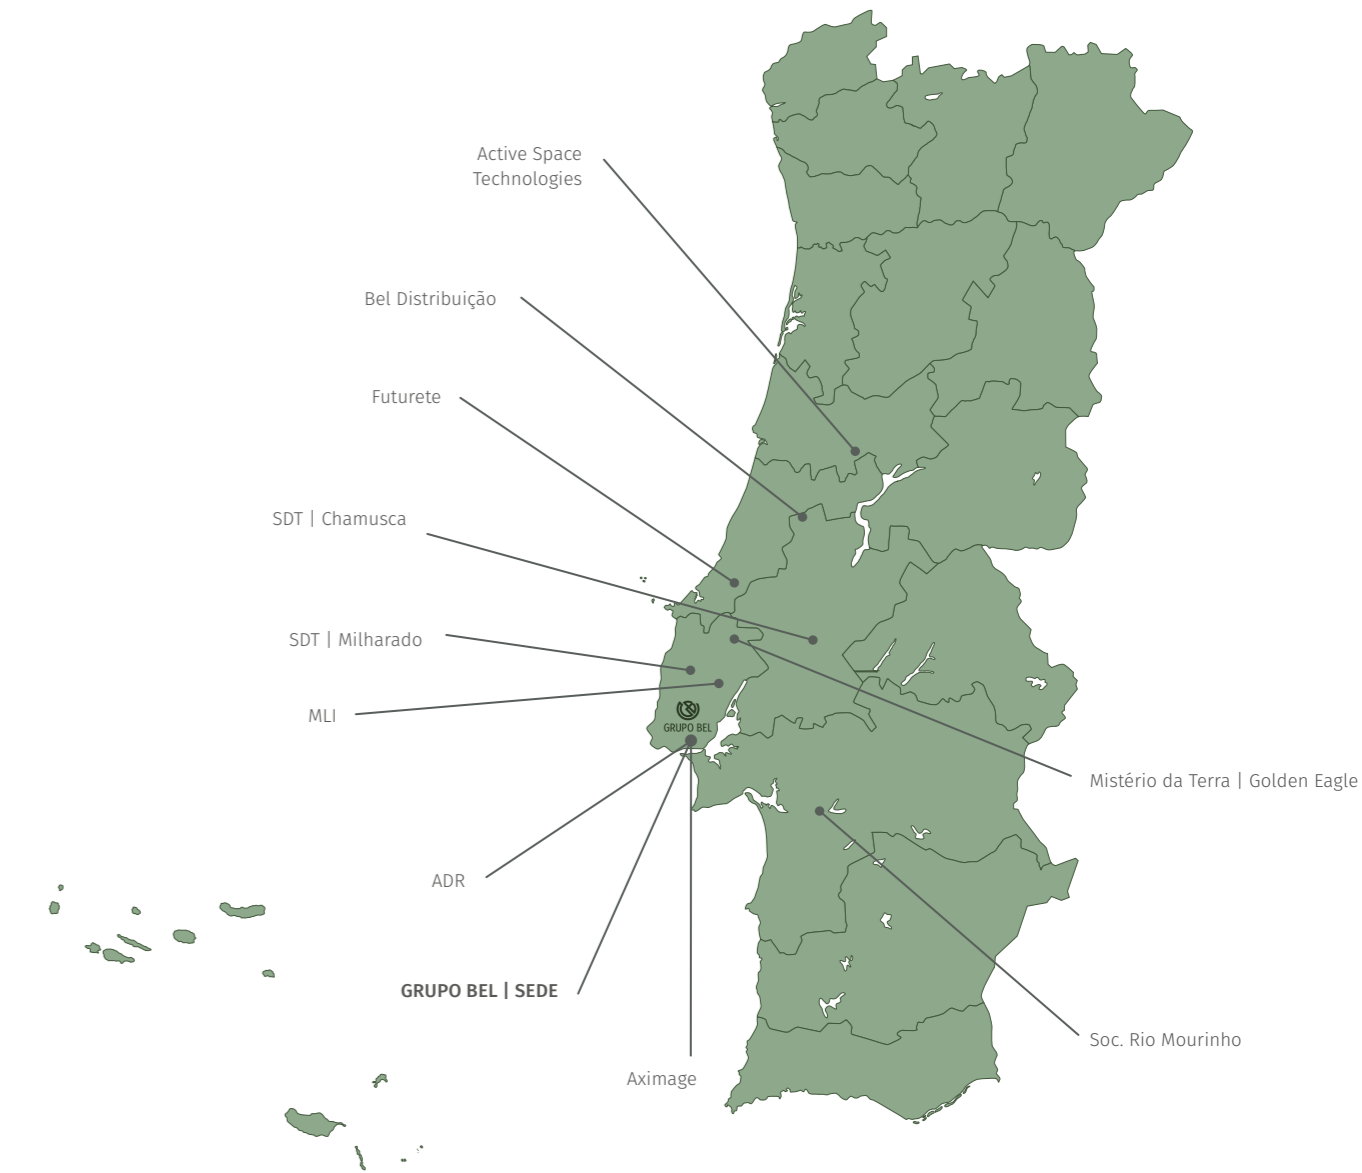 Active Space
Technologies
Bel Distribuição
Futurete
SDT | Chamusca
SDT | Milharado
MLI
GRUPO BEL
Mistério da Terra | Golden Eagle
ADR
GRUPO BEL | SEDE
Soc. Rio Mourinho
Aximage